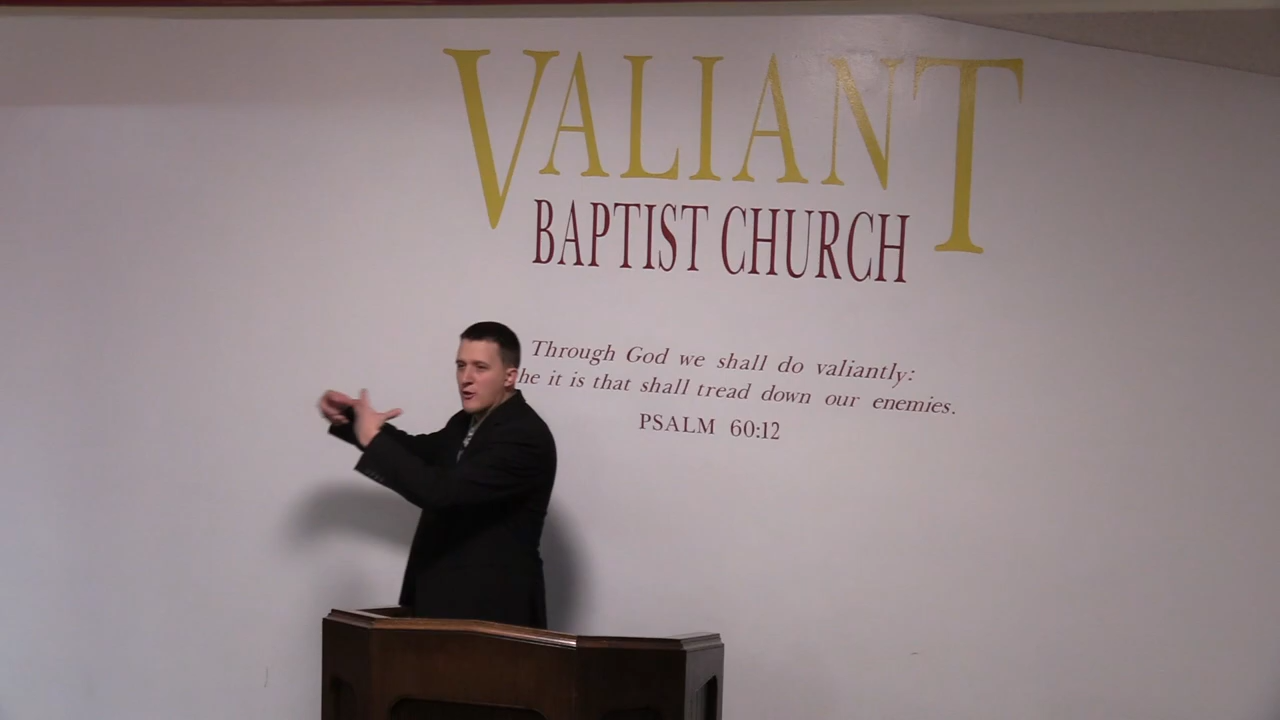 VALIANT
BAPTIST CHURCH
Through God we shall do valiantly:
he it is that shall tread down our enemies.
PSALM 60:12